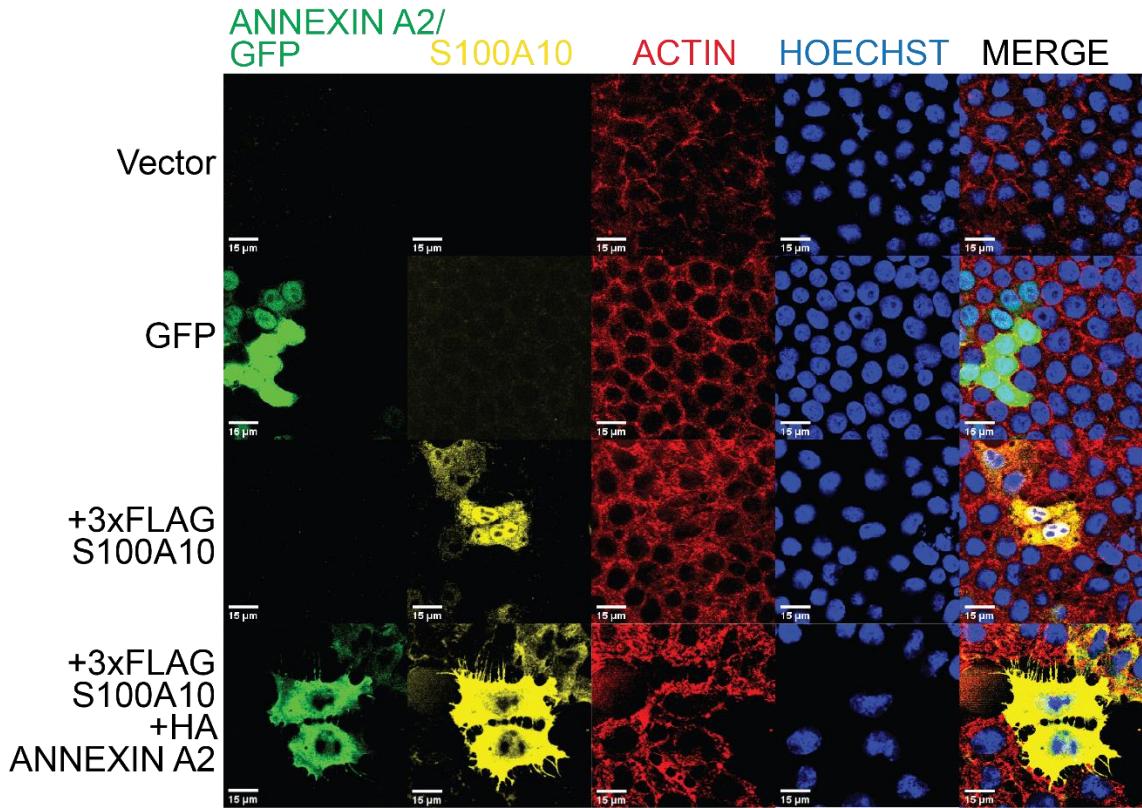 ANNEXIN A2/
GFP
S100A10
ACTIN
HOECHST
MERGE
Vector
15 µm
15 µm
15 µm
15 µm
15 µm
GFP
15 µm
15 µm
15 µm
15 µm
15 µm
+3xFLAG
S100A10
15 µm
15 µm
15 µm
15 µm
15 µm
+3xFLAG
S100A10
+HA
ANNEXIN A2
15 µm
15 µm
15 µm
15 µm
15 µm